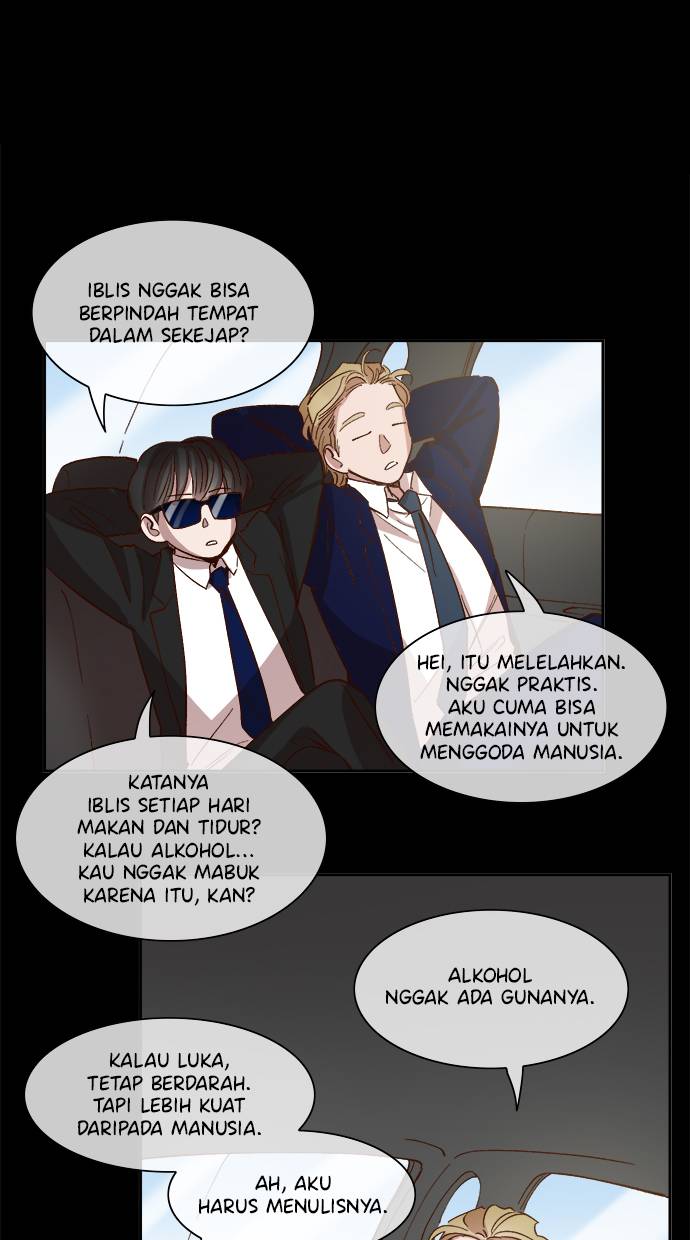 IBLIS NGGAK BISA
BERPINDAH TEMPAT
DALAM SEKEJAP?
HEI, ITU MELELAHKAN.
NGGAK PRAKTIS.
AKU CUMA BISA
MEMAKAINYA UNTUK
MENGGODA MANUSIA.
KATANYA
IBLIS SETIAP HARI
MAKAN DAN TIDUR?
KALAU ALKOHOL...
KAU NGGAK MABUK
KARENA ITU, KAN?
ALKOHOL
NGGAK ADA GUNANYA.
KALAU LUKA,
TETAP BERDARAH.
TAPI LEBIH KUAT
DARIPADA MANUSIA.
AH, AKU
HARUS MENULISNYA.